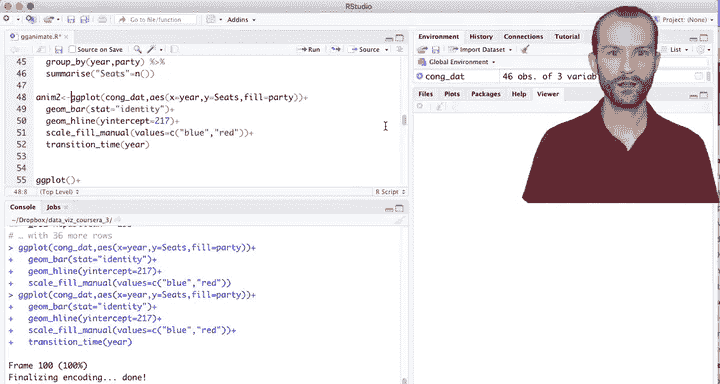 RStudio
Go to file/function
Addins
Project: (None)
gganimate.R*
Source on Save
Run
Source
45 group_by(year,party) %>%
46 summarise("Seats"=n())
47
48 anim2<-ggplot(cong_dat,aes(x=year,y=Seats,fill=party))+
49 geom_bar(stat="identity")+
50 geom_hline(yintercept=217)+
51 scale_fill_manual(values=c("blue","red"))+
52 transition_time(year)
53
54
55 ggplot()+
48:8 (Top Level) R Script
Console Jobs
~/Dropbox/data_viz_coursera_3/
# … with 36 more rows
> ggplot(cong_dat,aes(x=year,y=Seats,fill=party))+
+ geom_bar(stat="identity")+
+ geom_hline(yintercept=217)+
+ scale_fill_manual(values=c("blue","red"))
> ggplot(cong_dat,aes(x=year,y=Seats,fill=party))+
+ geom_bar(stat="identity")+
+ geom_hline(yintercept=217)+
+ scale_fill_manual(values=c("blue","red"))+
+ transition_time(year)
Frame 100 (100%)
Finalizing encoding... done!
Environment History Connections Tutorial
Import Dataset
List
Global Environment
cong_dat 46 obs. of 3 variab
Files Plots Packages Help Viewer